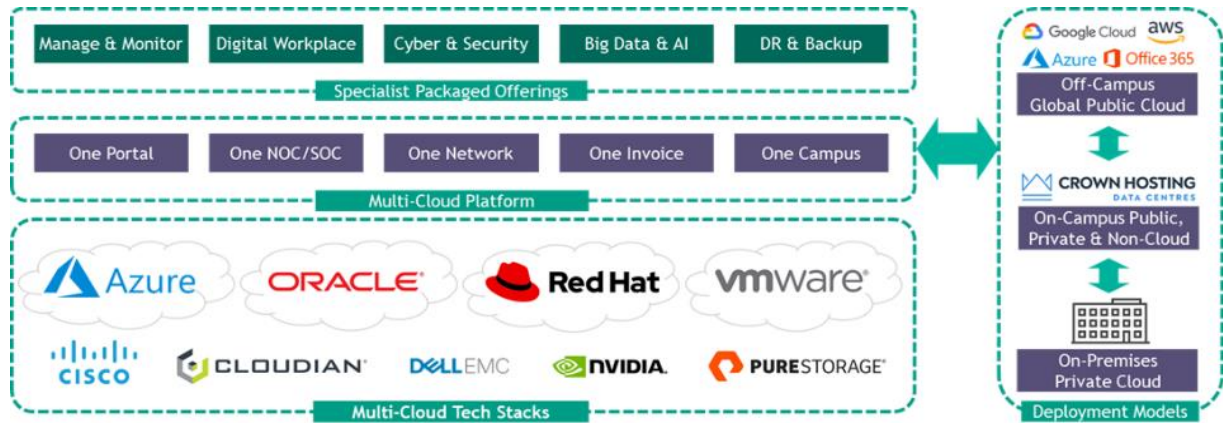 Manage & Monitor
Digital Workplace
Cyber & Security
Big Data & AI
DR & Backup
Specialist Packaged Offerings
One Portal
One NOC/SOC
One Network
One Invoice
One Campus
Multi-Cloud Platform
Azure
ORACLE
Red Hat
vmware
CISCO
CLOUDIAN
DELLEMC
NVIDIA.
PURESTORAGE
Multi-Cloud Tech Stacks
Google Cloud
aws
Azure
Office 365
Off-Campus
Global Public Cloud
CROWN HOSTING
DATA CENTRES
On-Campus Public,
Private & Non-Cloud
On-Premises
Private Cloud
Deployment Models